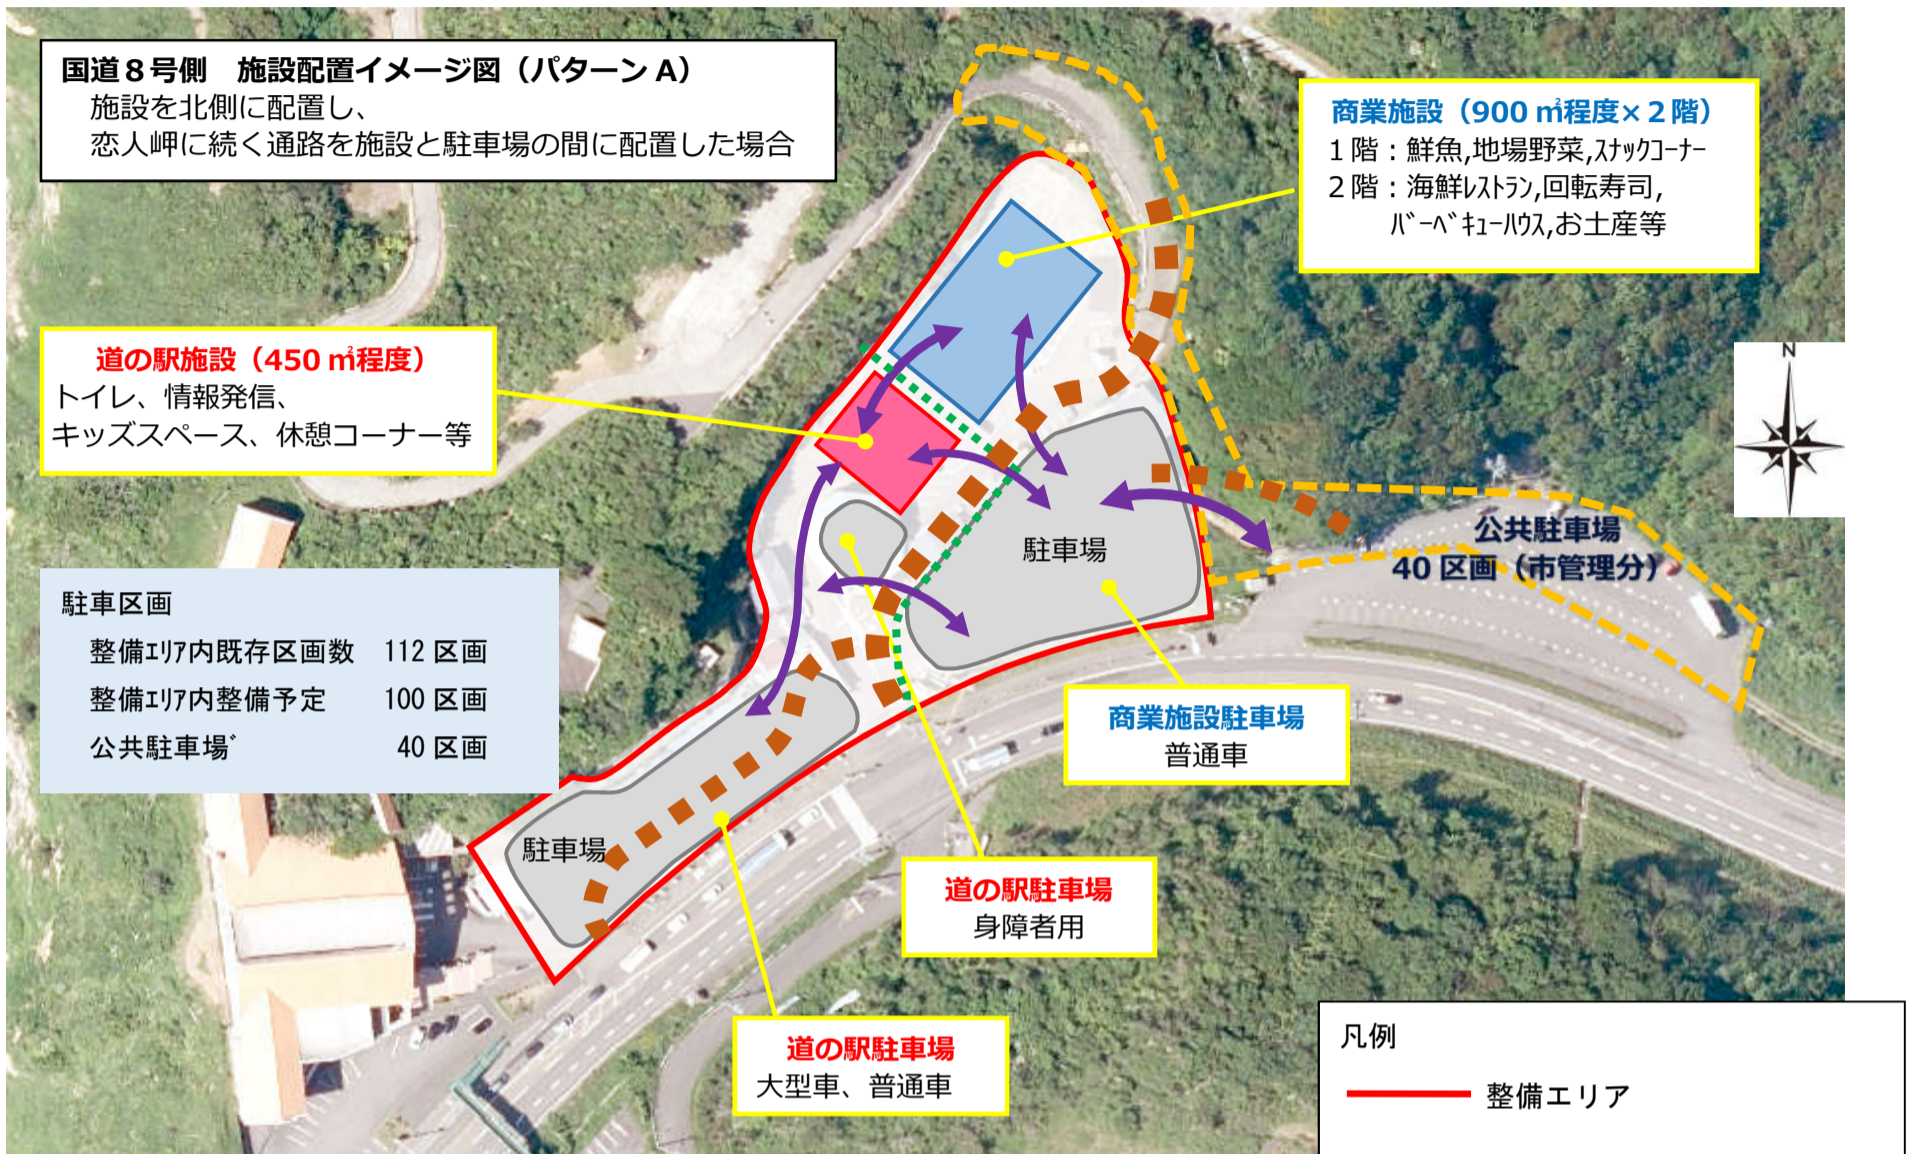 国道８号側　施設配置イメージ図（パターン A）
施設を北側に配置し、
恋人岬に続く通路を施設と駐車場の間に配置した場合
商業施設（900 ㎡程度×２階）
１階：鮮魚,地場野菜,ｽﾅｯｸｺｰﾅｰ
２階：海鮮ﾚｽﾄﾗﾝ,回転寿司,
ﾊﾞｰﾍﾞｷｭｰﾊｳｽ,お土産等
道の駅施設（450 ㎡程度）
トイレ、情報発信、
キッズスペース、休憩コーナー等
N
公共駐車場
40 区画（市管理分）
駐車場
駐車区画
整備ｴﾘｱ内既存区画数　112 区画
整備ｴﾘｱ内整備予定　100 区画
公共駐車場ﾞ　40 区画
商業施設駐車場
普通車
駐車場
道の駅駐車場
身障者用
道の駅駐車場
大型車、普通車
凡例
整備エリア